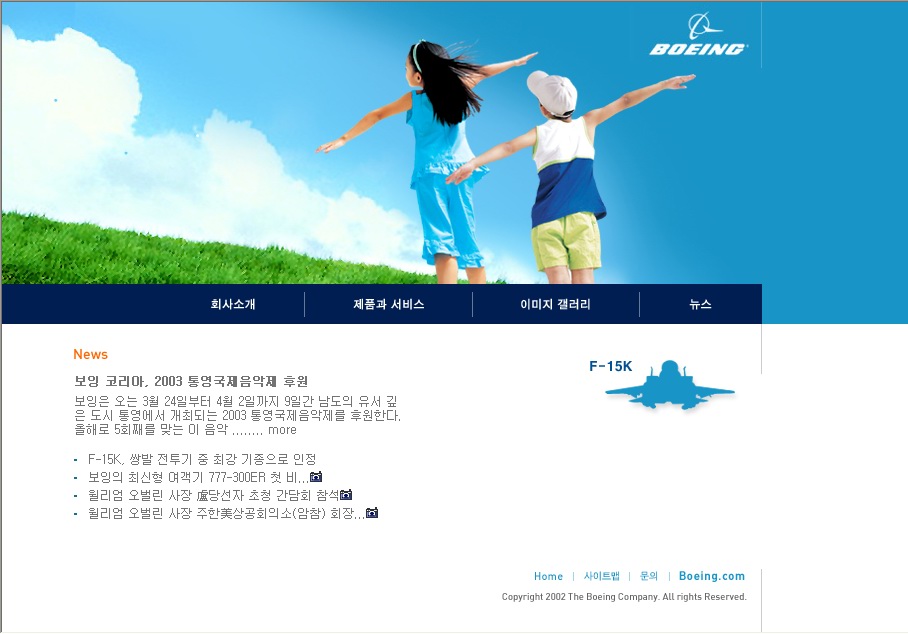 BOEING
회사소개
제품과 서비스
이미지 갤러리
뉴스
News
보잉 코리아, 2003 통영국제음악제 후원
보잉은 오는 3월 24일부터 4월 2일까지 9일간 남도의 유서 깊
은 도시 통영에서 개최되는 2003 통영국제음악제를 후원한다.
올해로 5회째를 맞는 이 음악 ........ more
F-15K, 쌍발 전투기 중 최강 기종으로 인정
보잉의 최신형 여객기 777-300ER 첫 비...
윌리엄 오벌린 사장 盧당선자 초청 간담회 참석
윌리엄 오벌린 사장 주한美상공회의소(암참) 회장...
F-15K
Home | 사이트맵 | 문의 | Boeing.com
Copyright 2002 The Boeing Company. All rights Reserved.